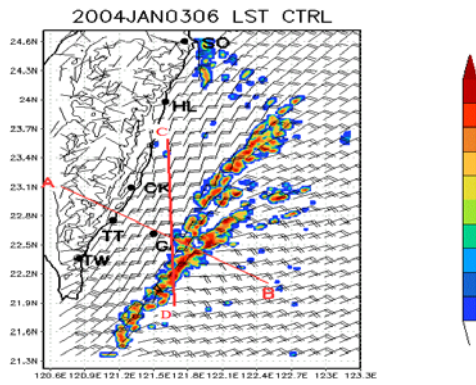 2004JAN0306 LST CTRL
24.6N
24.3N
24N
23.7N
23.4N
23.1N
22.8N
22.5N
22.2N
21.9N
21.6N
21.3N
SO
HL
C
A
CK
TT
G
TW
B
D
120.6E 120.9E 121.2E 121.5E 121.8E 122.1E 122.4E 122.7E 123E 123.3E